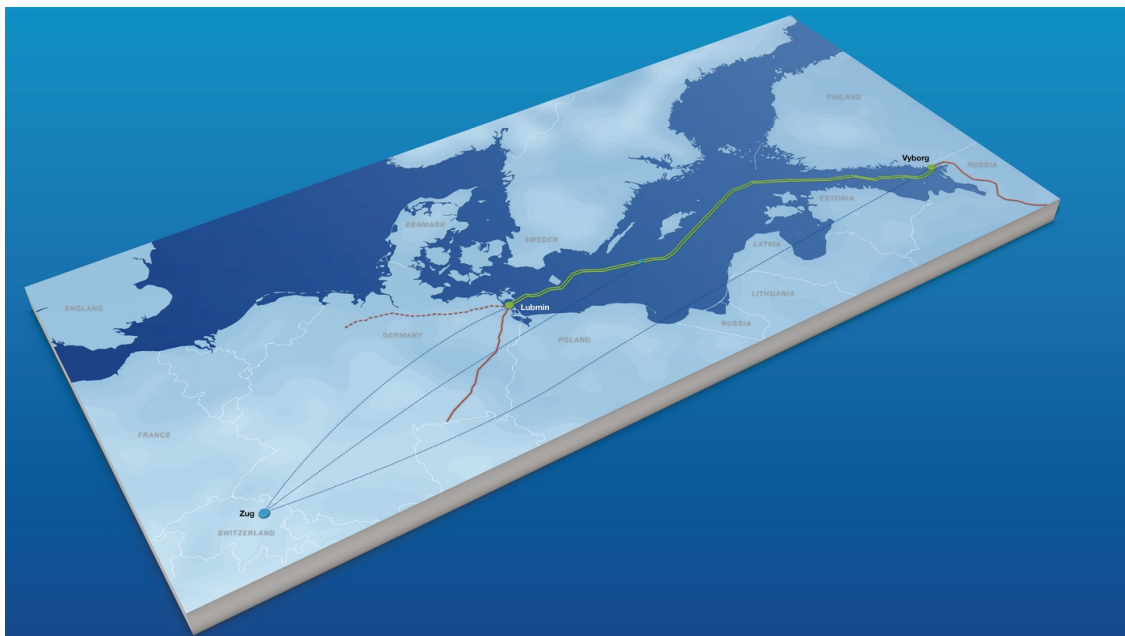 FINLAND
Vyborg
RUSSIA
ESTONIA
DENMARK
SWEDEN
LATVIA
LITHUANIA
ENGLAND
Lubmin
RUSSIA
GERMANY
POLAND
FRANCE
Zug
SWITZERLAND